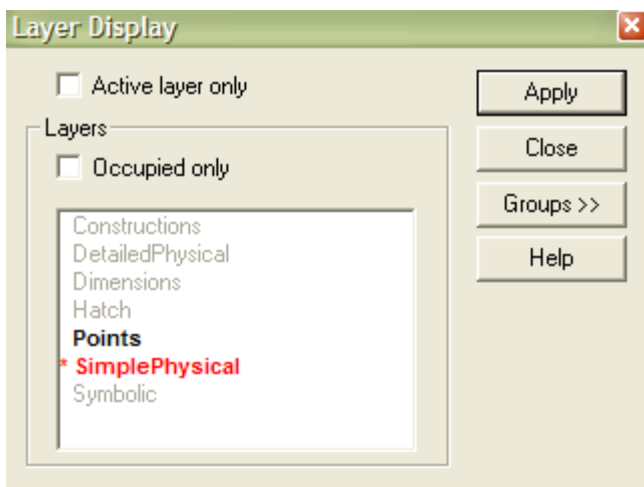 Layer Display
Active layer only
Apply
Layers
Close
Occupied only
Groups >>
Constructions
DetailedPhysical
Help
Dimensions
Hatch
Points
* SimplePhysical
Symbolic